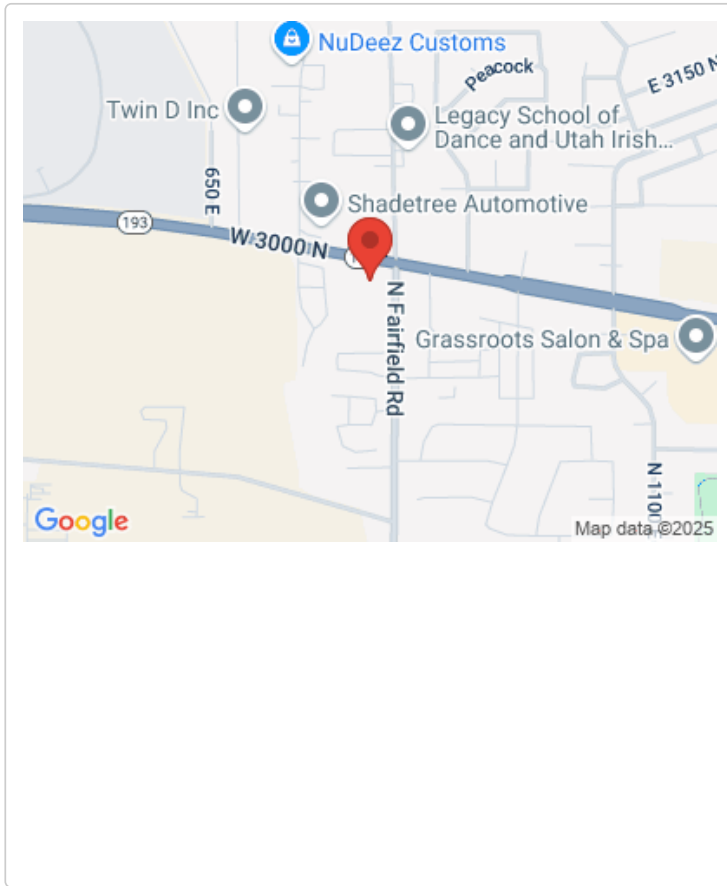 NuDeez Customs
Peacock
E 3150 N
Twin D Inc
Legacy School of
Dance and Utah Irish...
650 E
Shadetree Automotive
193
W 3000 N
N Fairfield Rd
Grassroots Salon & Spa
N 1100 E
Google
Map data ©2025